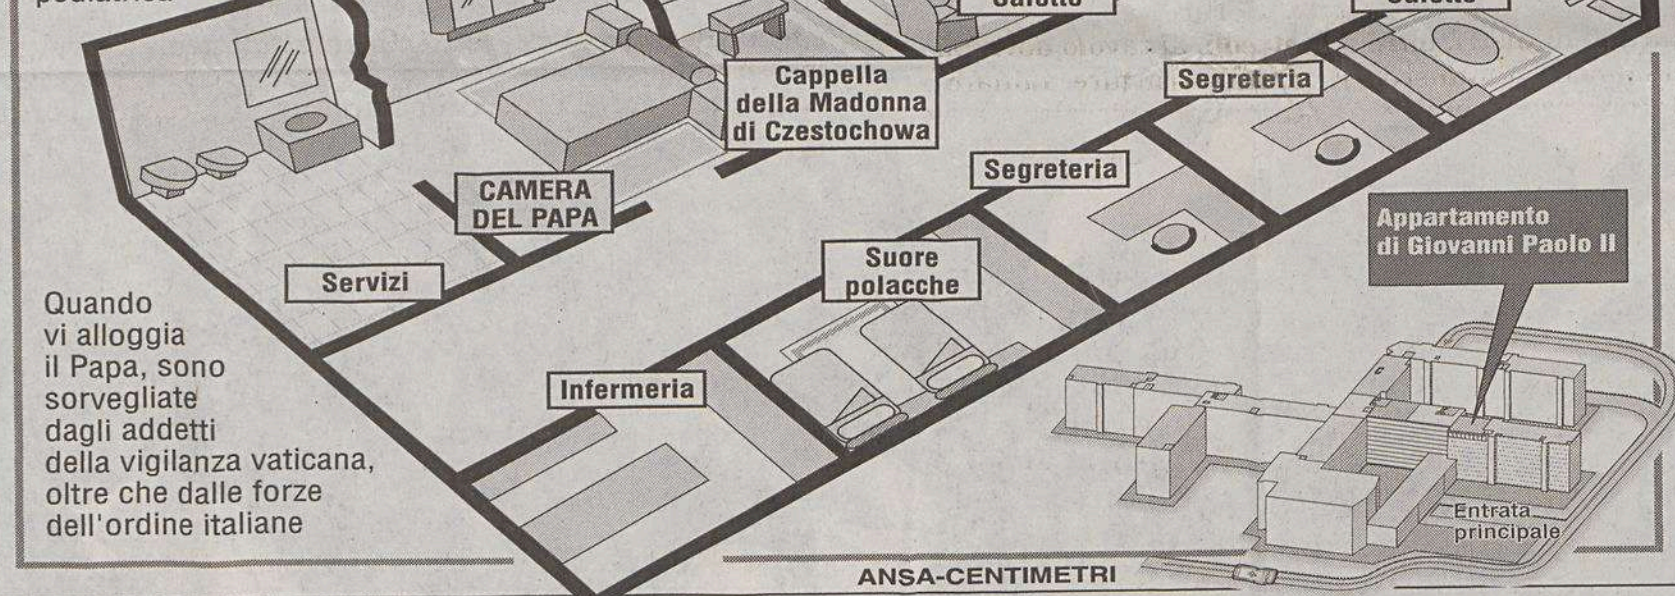 Cappella
della Madonna
di Czestochowa
Segreteria
Segreteria
CAMERA
DEL PAPA
Appartamento
di Giovanni Paolo II
Suore
polacche
Servizi
Infermeria
Quando
vi alloggia
il Papa, sono
sorvegliate
dagli addetti
della vigilanza vaticana,
oltre che dalle forze
dell'ordine italiane
Entrata
principale
ANSA-CENTIMETRI